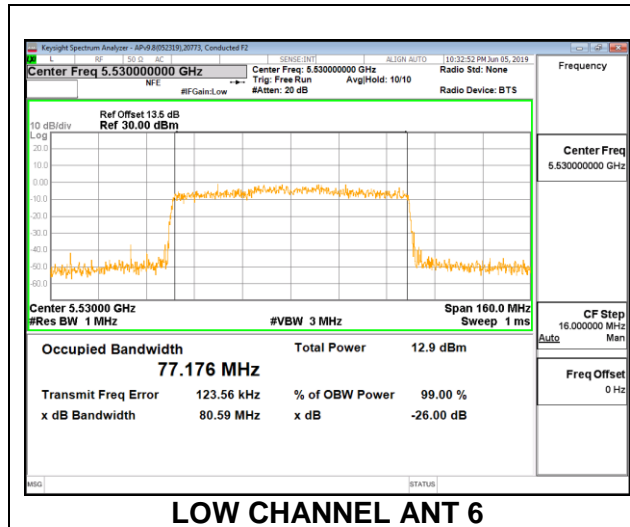 Keysight Spectrum Analyzer - APv9.8(052319),20773, Conducted F2
L RF 50 Ω AC SENSE:INT ALIGN AUTO 10:32:52 PM Jun 05, 2019
Center Freq 5.530000000 GHz Center Freq: 5.530000000 GHz Radio Std: None
NFE Trig: Free Run Avg|Hold: 10/10
#IFGain:Low #Atten: 20 dB Radio Device: BTS
Ref Offset 13.5 dB
10 dB/div Ref 30.00 dBm
Log
20.0
10.0
0.00
-10.0
-20.0
-30.0
-40.0
-50.0
-60.0
Center 5.53000 GHz Span 160.0 MHz
#Res BW 1 MHz #VBW 3 MHz Sweep 1 ms
Occupied Bandwidth Total Power 12.9 dBm
77.176 MHz
Transmit Freq Error 123.56 kHz % of OBW Power 99.00 %
x dB Bandwidth 80.59 MHz x dB -26.00 dB
MSG STATUS
Frequency
Center Freq
5.530000000 GHz
CF Step
16.000000 MHz
Auto Man
Freq Offset
0 Hz
LOW CHANNEL ANT 6